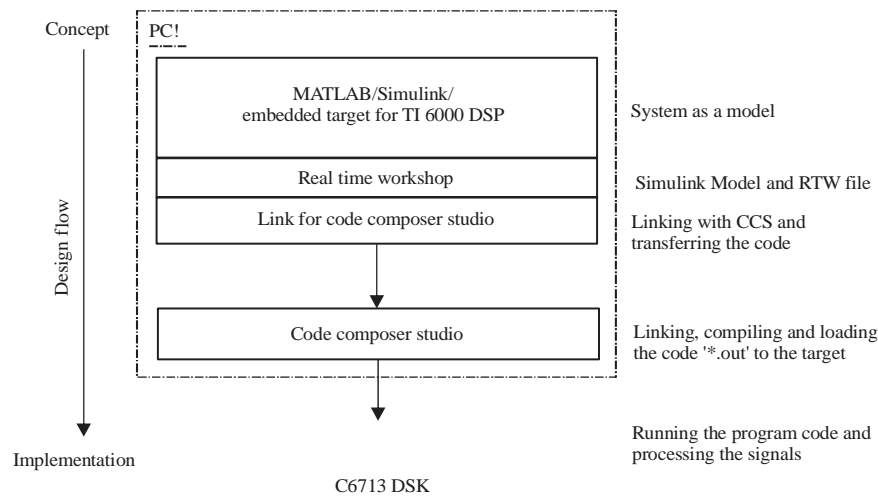 Concept
PC!
MATLAB/Simulink/
embedded target for TI 6000 DSP
System as a model
Real time workshop
Simulink Model and RTW file
Link for code composer studio
Linking with CCS and
transferring the code
Design flow
Code composer studio
Linking, compiling and loading
the code '*.out' to the target
Running the program code and
processing the signals
Implementation
C6713 DSK